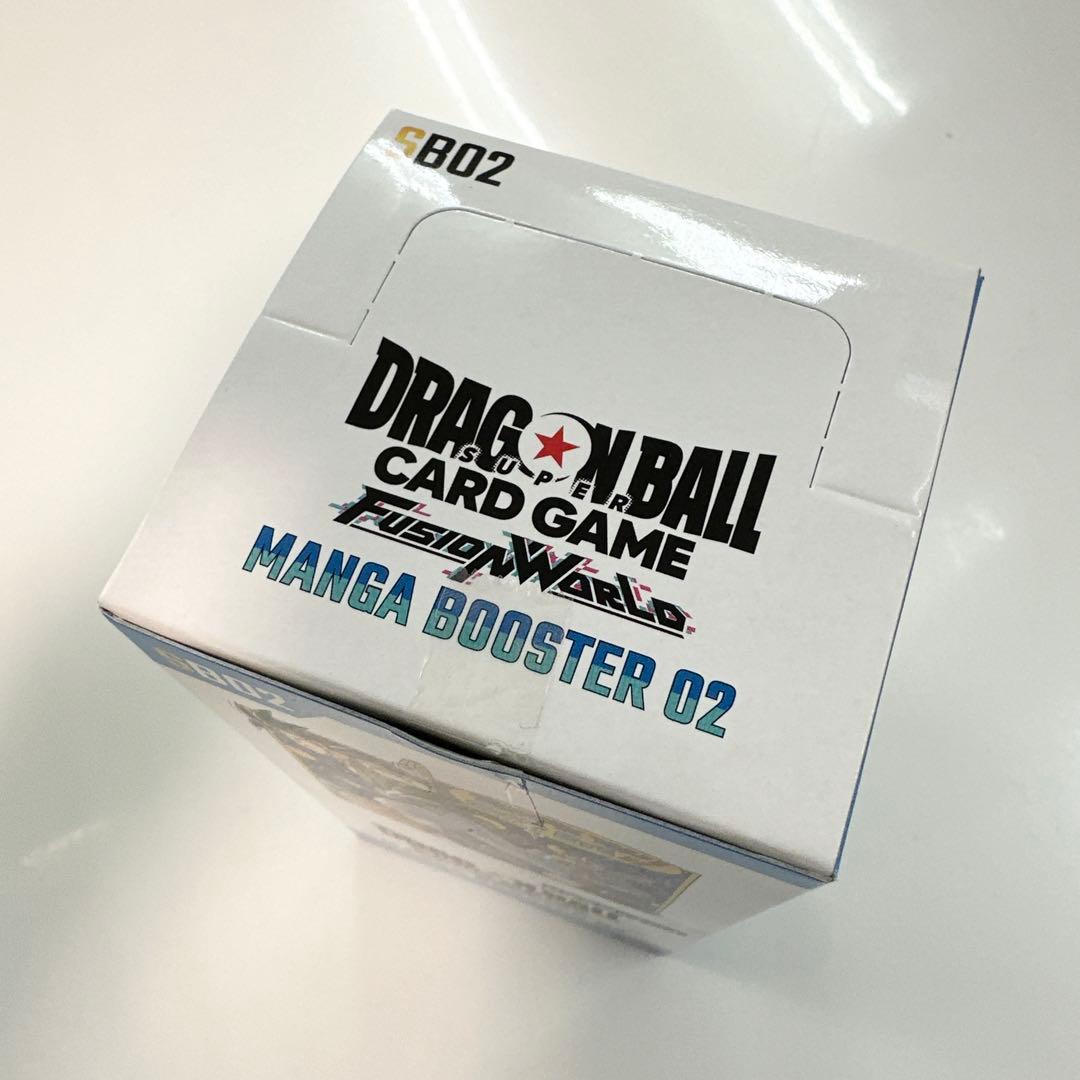 SB02
DRAGON BALL
SUPER
CARD GAME
FUSION WORLD
MANGA BOOSTER 02
SB02